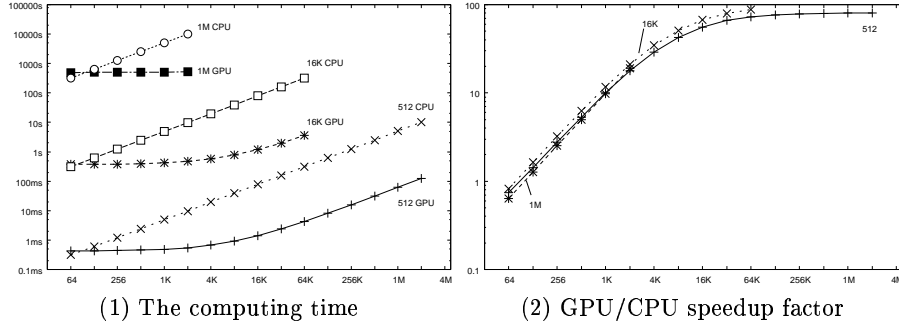 100000s
10000s
1000s
100s
10s
1s
100ms
10ms
1ms
0.1ms
1M CPU
1M GPU
16K CPU
16K GPU
512 CPU
512 GPU
64 256 1K 4K 16K 64K 256K 1M 4M
(1) The computing time
100
10
1
0.1
16K
512
1M
64 256 1K 4K 16K 64K 256K 1M 4M
(2) GPU/CPU speedup factor